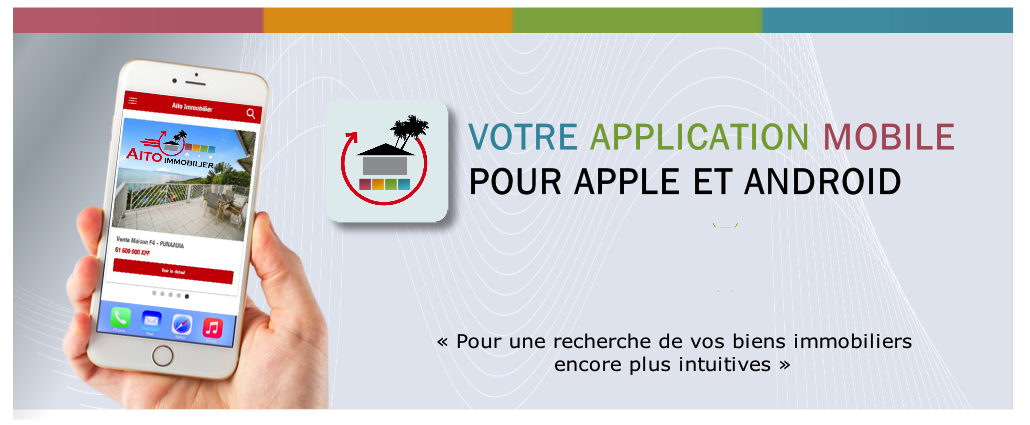 Aito Immobilier
AITO IMMOBILIER
Vente Maison F4 - PUNAAUIA
61 600 000 XPF
Voir le détail
VOTRE APPLICATION MOBILE
POUR APPLE ET ANDROID
« Pour une recherche de vos biens immobiliers
encore plus intuitives »